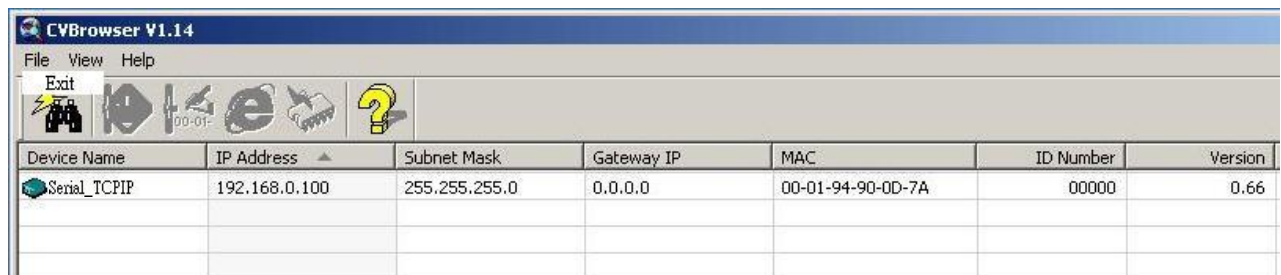 CVBrowser V1.14
File View Help
Exit
00-01-
Device Name IP Address Subnet Mask Gateway IP MAC ID Number Version
Serial_TCPIP 192.168.0.100 255.255.255.0 0.0.0.0 00-01-94-90-0D-7A 00000 0.66